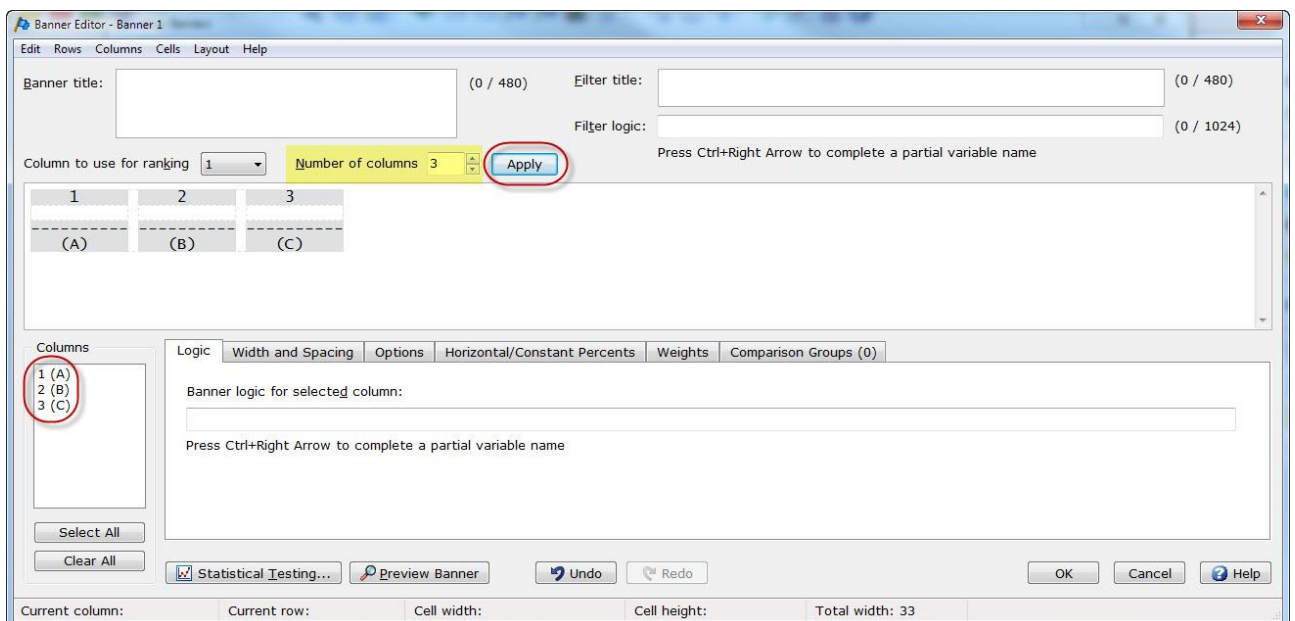 Banner Editor - Banner 1
Edit Rows Columns Cells Layout Help
Banner title: (0 / 480) Filter title: (0 / 480)
Filter logic: (0 / 1024)
Column to use for ranking 1 Number of columns 3 Apply Press Ctrl+Right Arrow to complete a partial variable name
1 2 3
(A) (B) (C)
Columns Logic Width and Spacing Options Horizontal/Constant Percents Weights Comparison Groups (0)
1 (A)
2 (B)
3 (C)
Banner logic for selected column:
Press Ctrl+Right Arrow to complete a partial variable name
Select All
Clear All
Statistical Testing... Preview Banner Undo Redo OK Cancel Help
Current column: Current row: Cell width: Cell height: Total width: 33